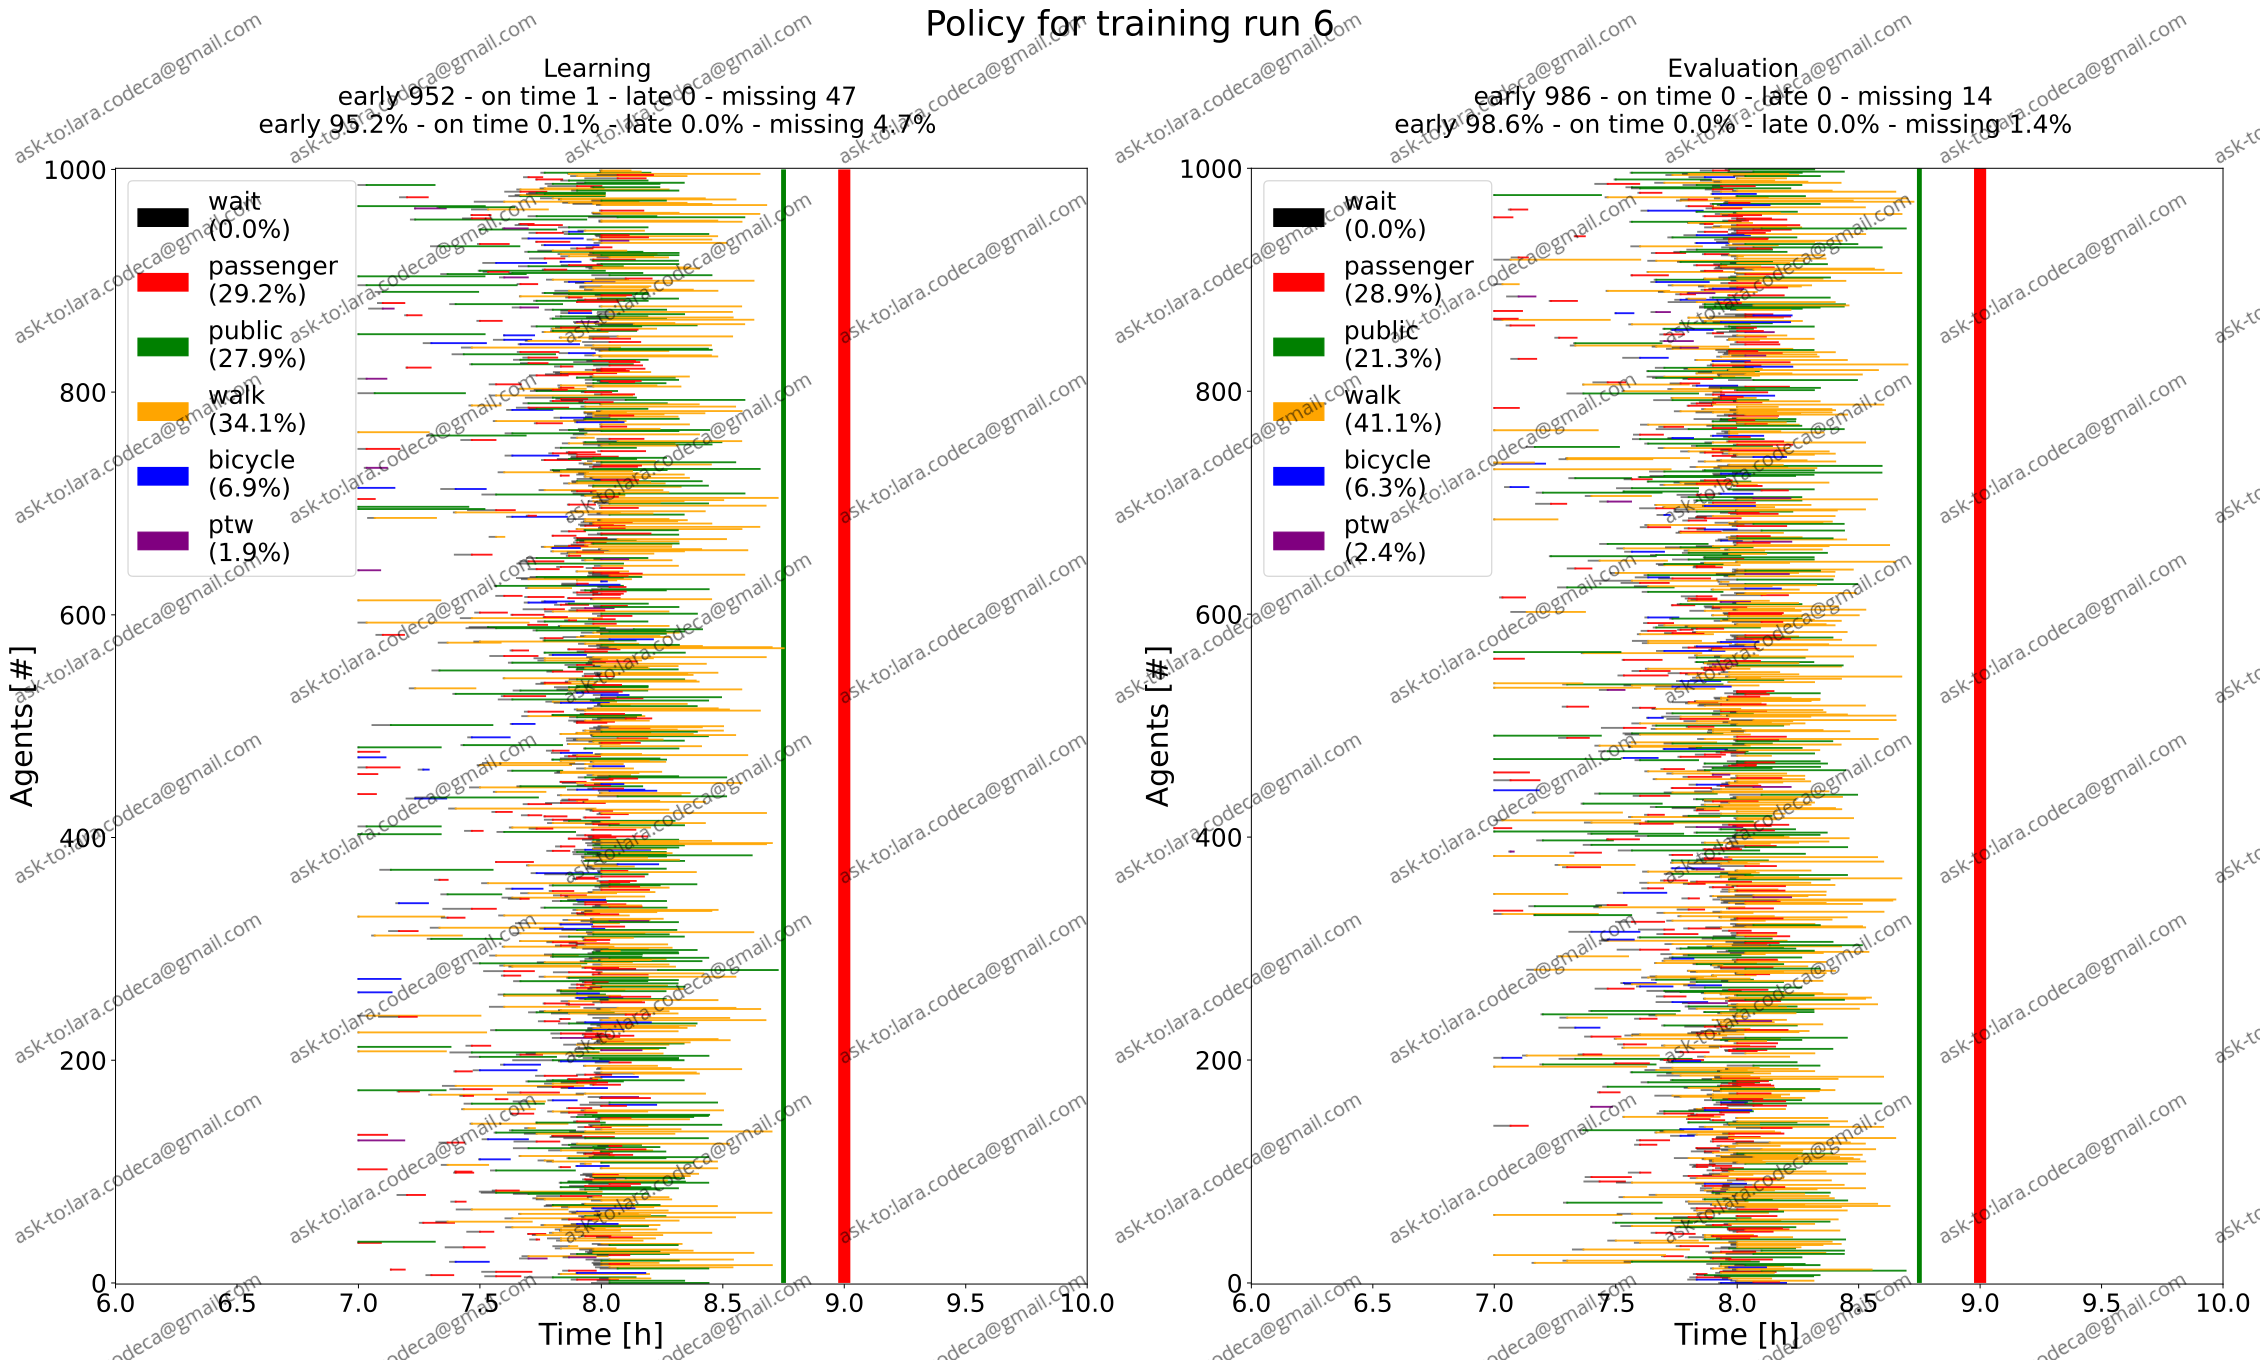 Policy for training run 6
Learning
early 952 - on time 1 - late 0 - missing 47
early 95.2% - on time 0.1% - late 0.0% - missing 4.7%
Agents [#]
1000
800
600
400
200
0
wait
(0.0%)
passenger
(29.2%)
public
(27.9%)
walk
(34.1%)
bicycle
(6.9%)
ptw
(1.9%)
6.0 6.5 7.0 7.5 8.0 8.5 9.0 9.5 10.0
Time [h]
Evaluation
early 986 - on time 0 - late 0 - missing 14
early 98.6% - on time 0.0% - late 0.0% - missing 1.4%
Agents [#]
1000
800
600
400
200
0
wait
(0.0%)
passenger
(28.9%)
public
(21.3%)
walk
(41.1%)
bicycle
(6.3%)
ptw
(2.4%)
6.0 6.5 7.0 7.5 8.0 8.5 9.0 9.5 10.0
Time [h]
ask-to:lara.codeca@gmail.com